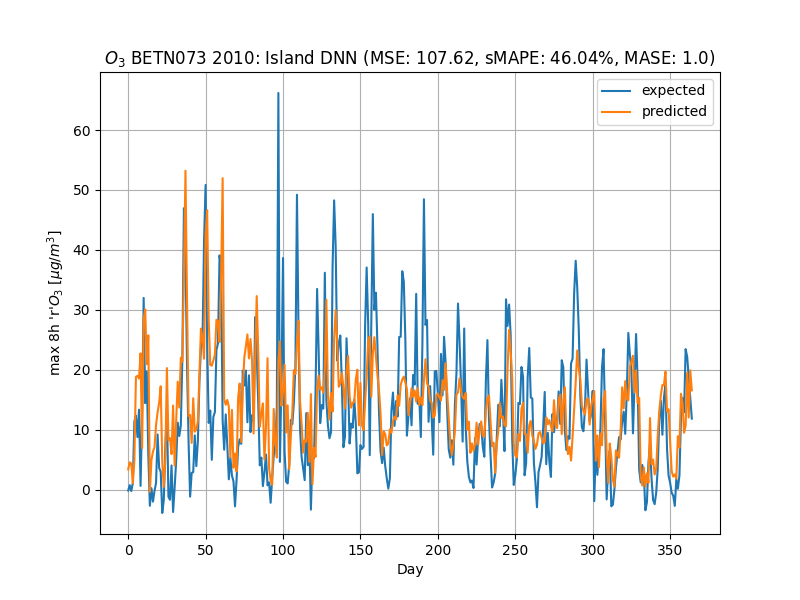 O3 BETN073 2010: Island DNN (MSE: 107.62, sMAPE: 46.04%, MASE: 1.0)
expected
predicted
max 8h 'r'O3 [μg/m3]
60
50
40
30
20
10
0
0 50 100 150 200 250 300 350
Day